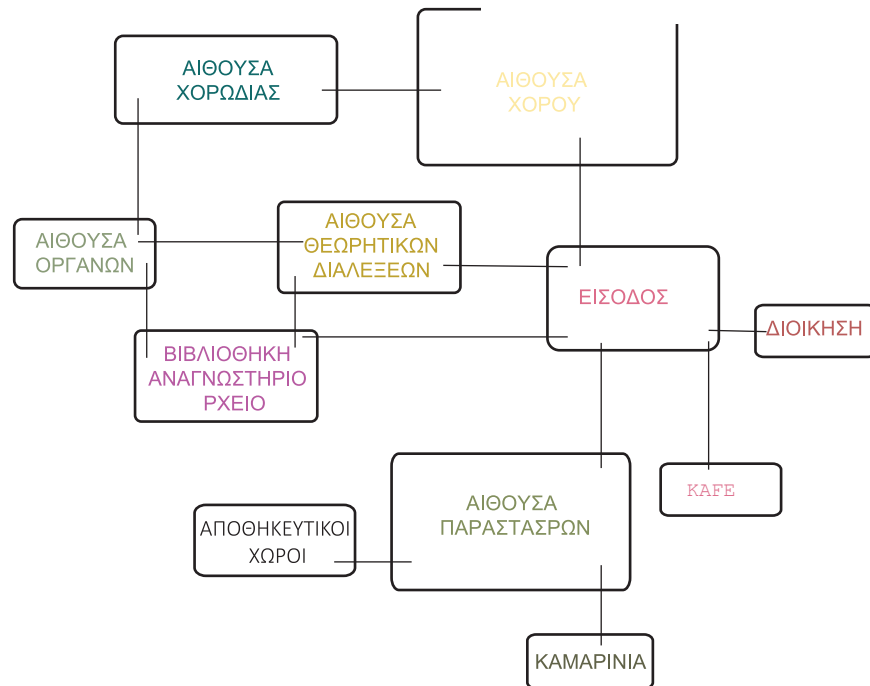 ΑΙΘΟΥΣΑ
ΧΟΡΩΔΙΑΣ
ΑΙΘΟΥΣΑ
ΧΟΡΟΥ
ΑΙΘΟΥΣΑ
ΟΡΓΑΝΩΝ
ΑΙΘΟΥΣΑ
ΘΕΩΡΗΤΙΚΩΝ
ΔΙΑΛΕΞΕΩΝ
ΕΙΣΟΔΟΣ
ΔΙΟΙΚΗΣΗ
ΒΙΒΛΙΟΘΗΚΗ
ΑΝΑΓΝΩΣΤΗΡΙΟ
ΡΧΕΙΟ
KAFE
ΑΙΘΟΥΣΑ
ΠΑΡΑΣΤΑΣΡΩΝ
ΑΠΟΘΗΚΕΥΤΙΚΟΙ
ΧΩΡΟΙ
ΚΑΜΑΡΙΝΙΑ